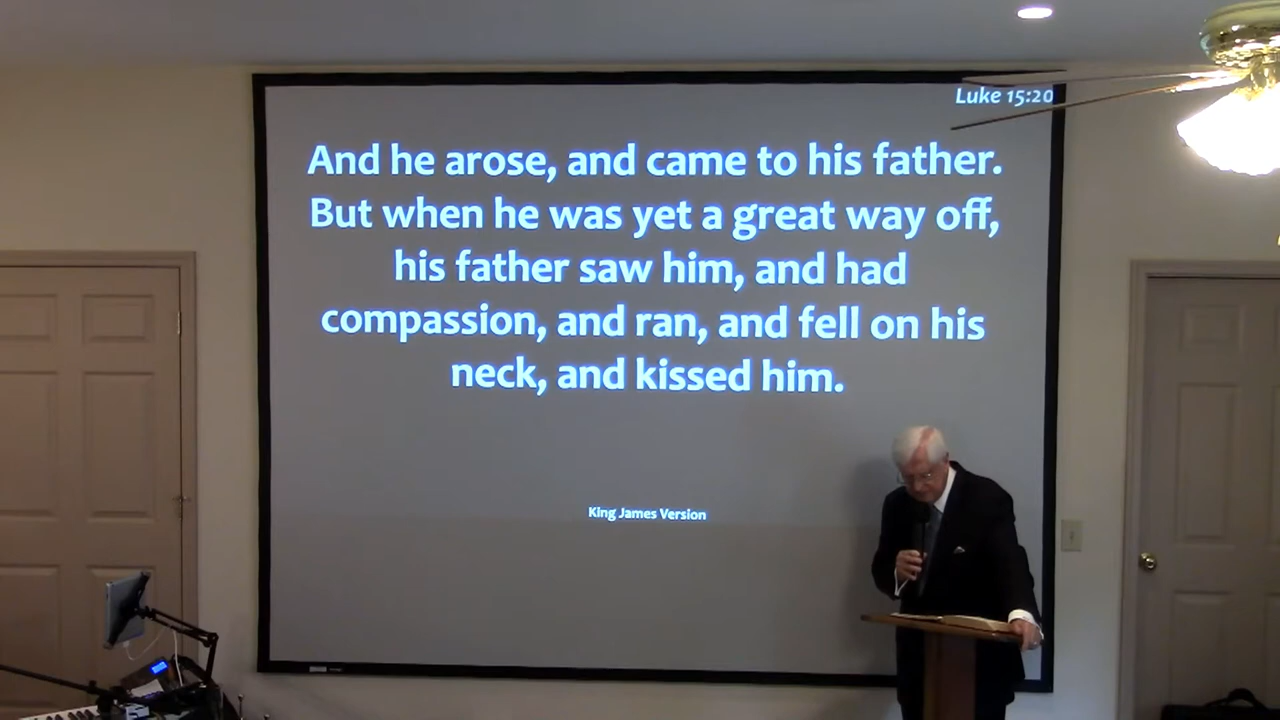 Luke 15:20
And he arose, and came to his father.
But when he was yet a great way off,
his father saw him, and had
compassion, and ran, and fell on his
neck, and kissed him.
King James Version